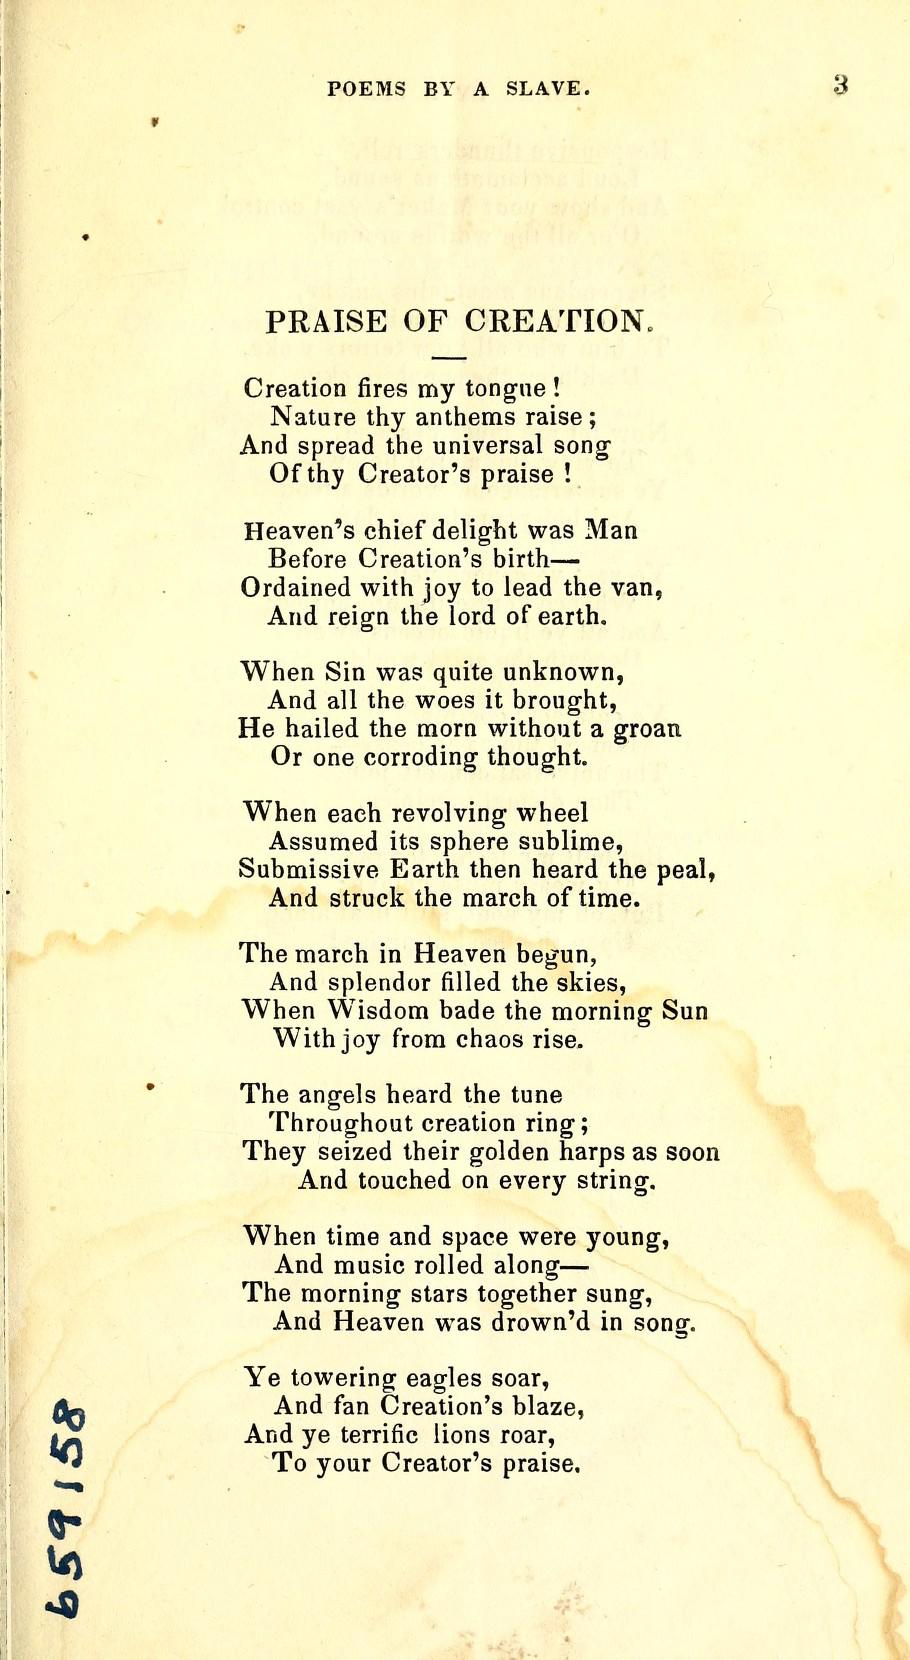 POEMS BY A SLAVE. 3
PRAISE OF CREATION.
Creation fires my tongue!
Nature thy anthems raise;
And spread the universal song
Of thy Creator's praise!
Heaven's chief delight was Man
Before Creation's birth—
Ordained with joy to lead the van,
And reign the lord of earth.
When Sin was quite unknown,
And all the woes it brought,
He hailed the morn without a groan
Or one corroding thought.
When each revolving wheel
Assumed its sphere sublime,
Submissive Earth then heard the peal,
And struck the march of time.
The march in Heaven begun,
And splendor filled the skies,
When Wisdom bade the morning Sun
With joy from chaos rise.
The angels heard the tune
Throughout creation ring;
They seized their golden harps as soon
And touched on every string.
When time and space were young,
And music rolled along—
The morning stars together sung,
And Heaven was drown'd in song.
Ye towering eagles soar,
And fan Creation's blaze,
And ye terrific lions roar,
To your Creator's praise.
659158